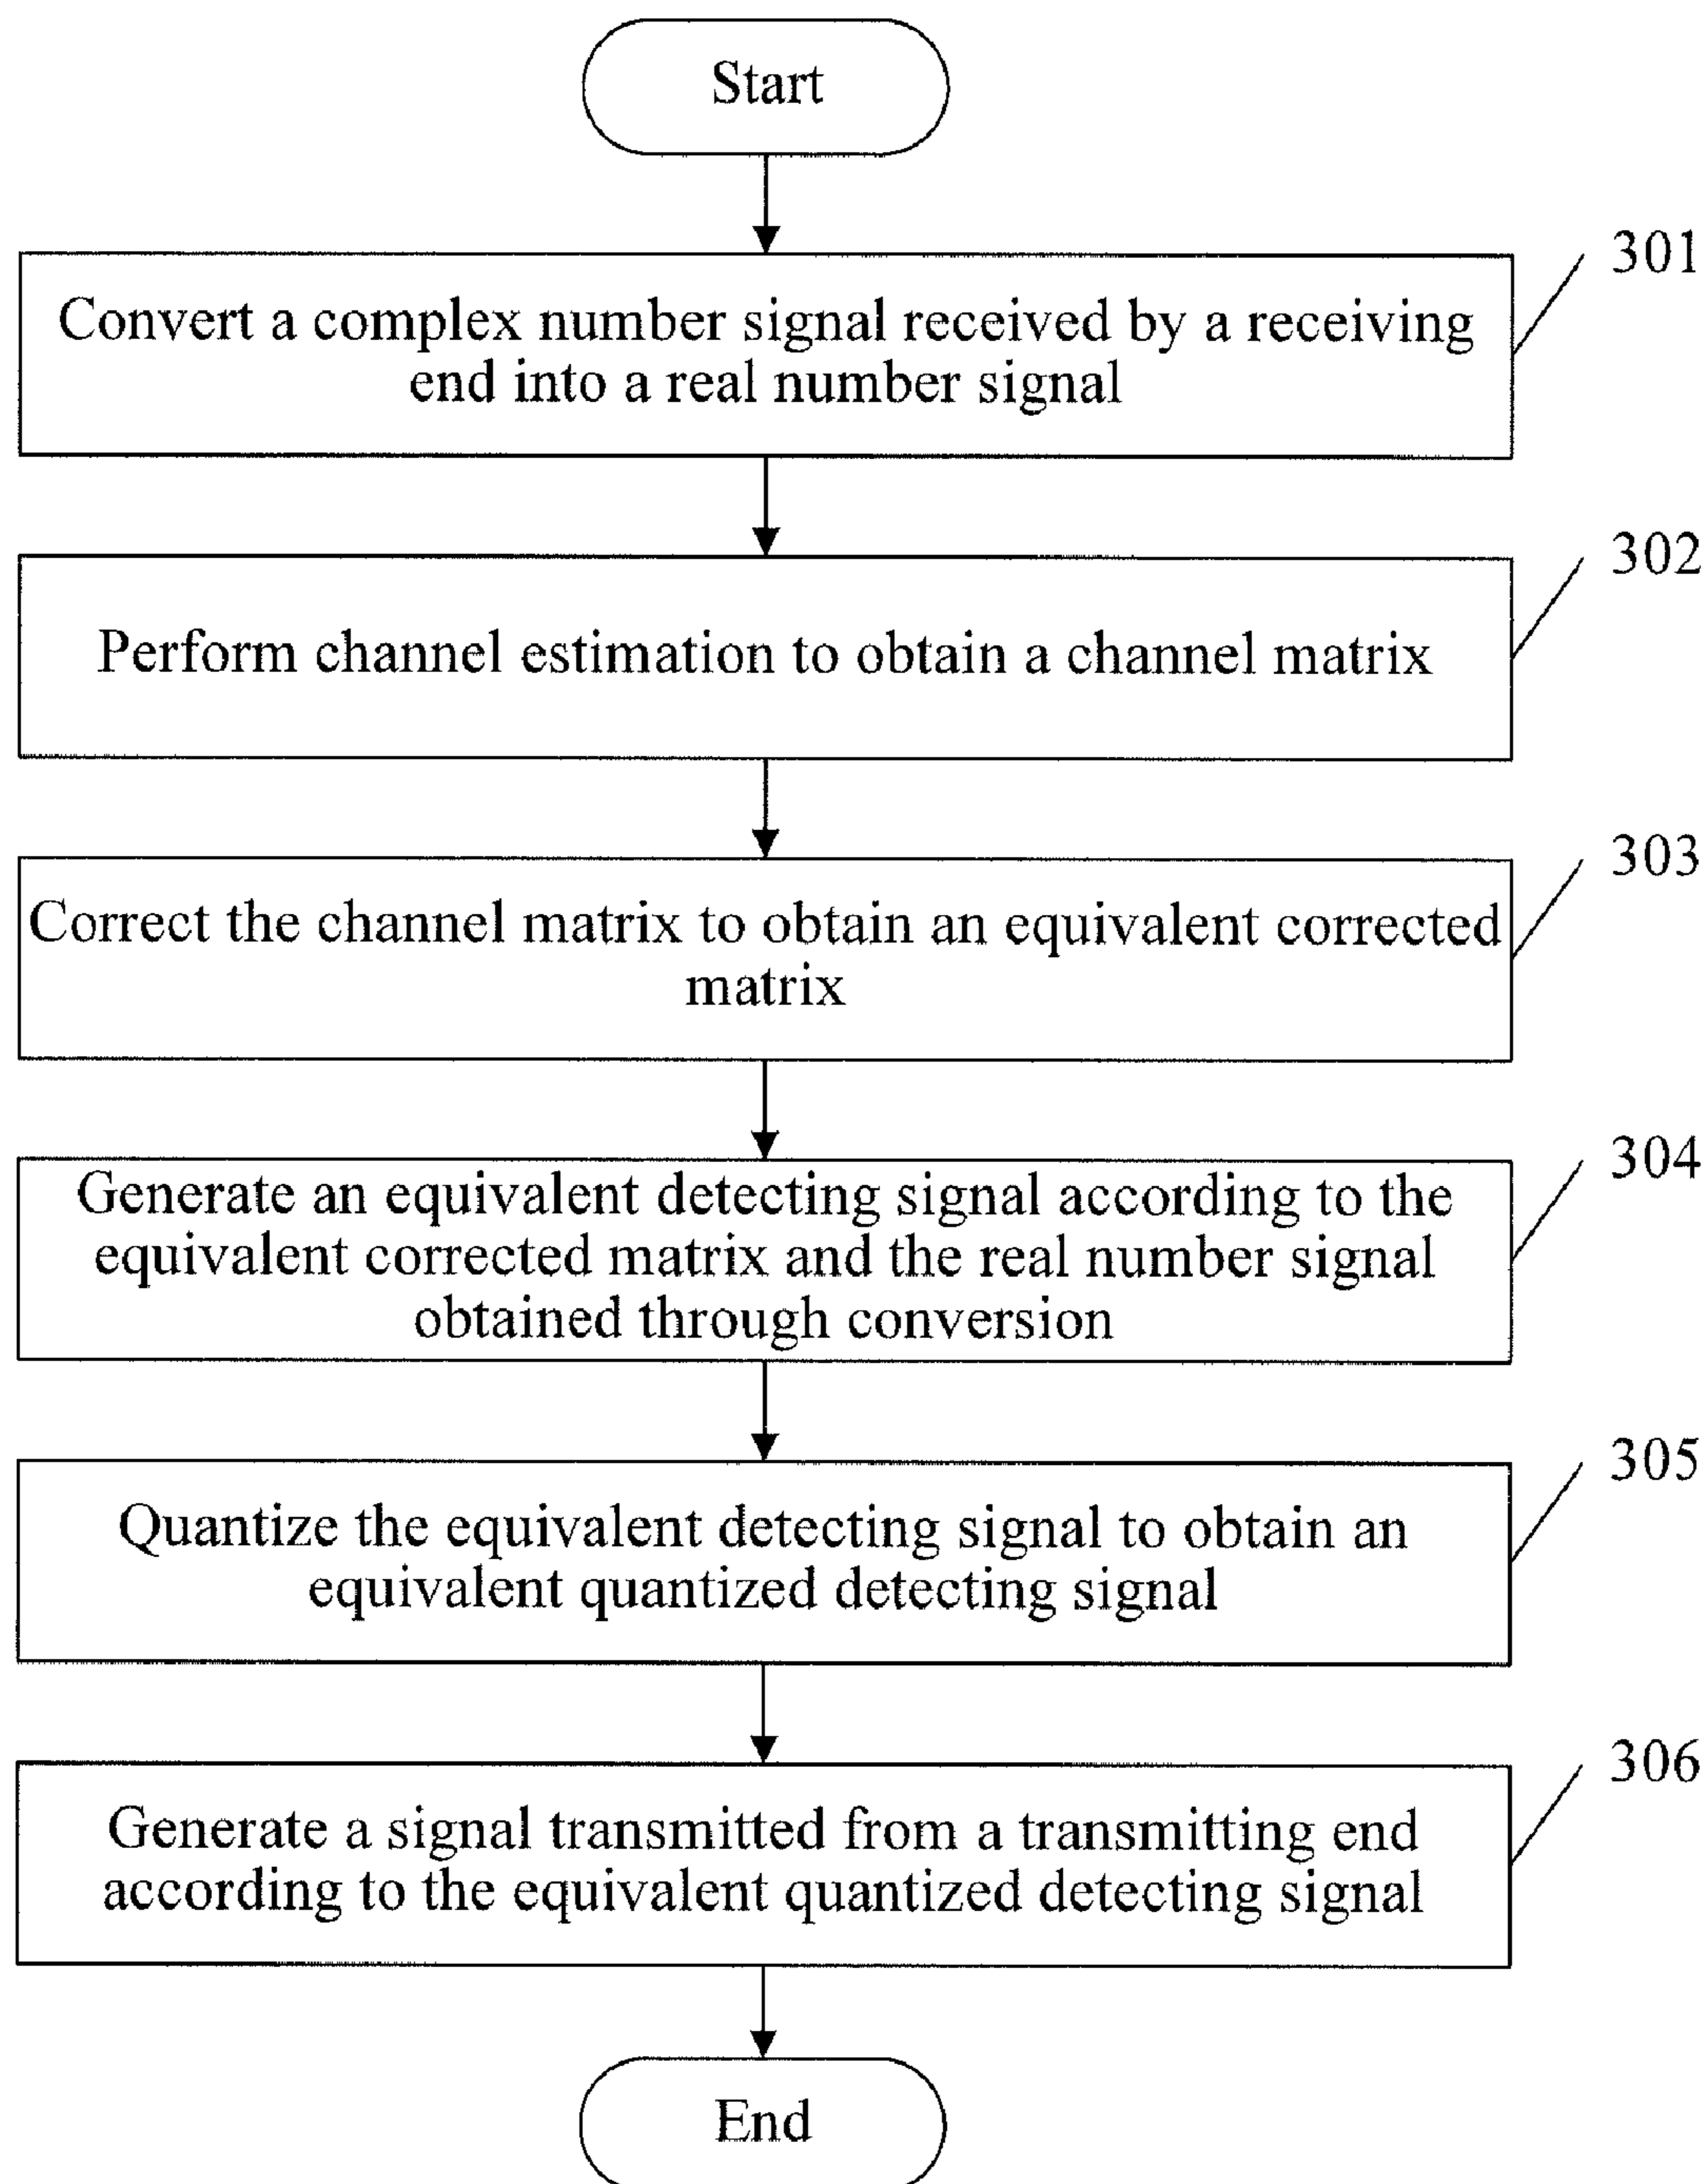 Start
301
Convert a complex number signal received by a receiving
end into a real number signal
302
Perform channel estimation to obtain a channel matrix
303
Correct the channel matrix to obtain an equivalent corrected
matrix
304
Generate an equivalent detecting signal according to the
equivalent corrected matrix and the real number signal
obtained through conversion
305
Quantize the equivalent detecting signal to obtain an
equivalent quantized detecting signal
306
Generate a signal transmitted from a transmitting end
according to the equivalent quantized detecting signal
End